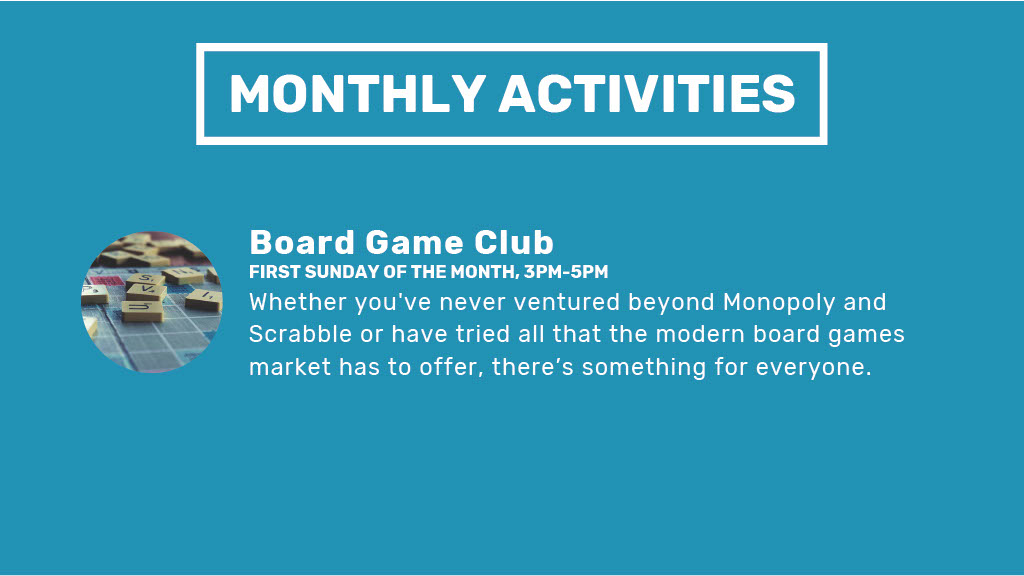 MONTHLY ACTIVITIES
Board Game Club
FIRST SUNDAY OF THE MONTH, 3PM-5PM
Whether you've never ventured beyond Monopoly and
Scrabble or have tried all that the modern board games
market has to offer, there’s something for everyone.